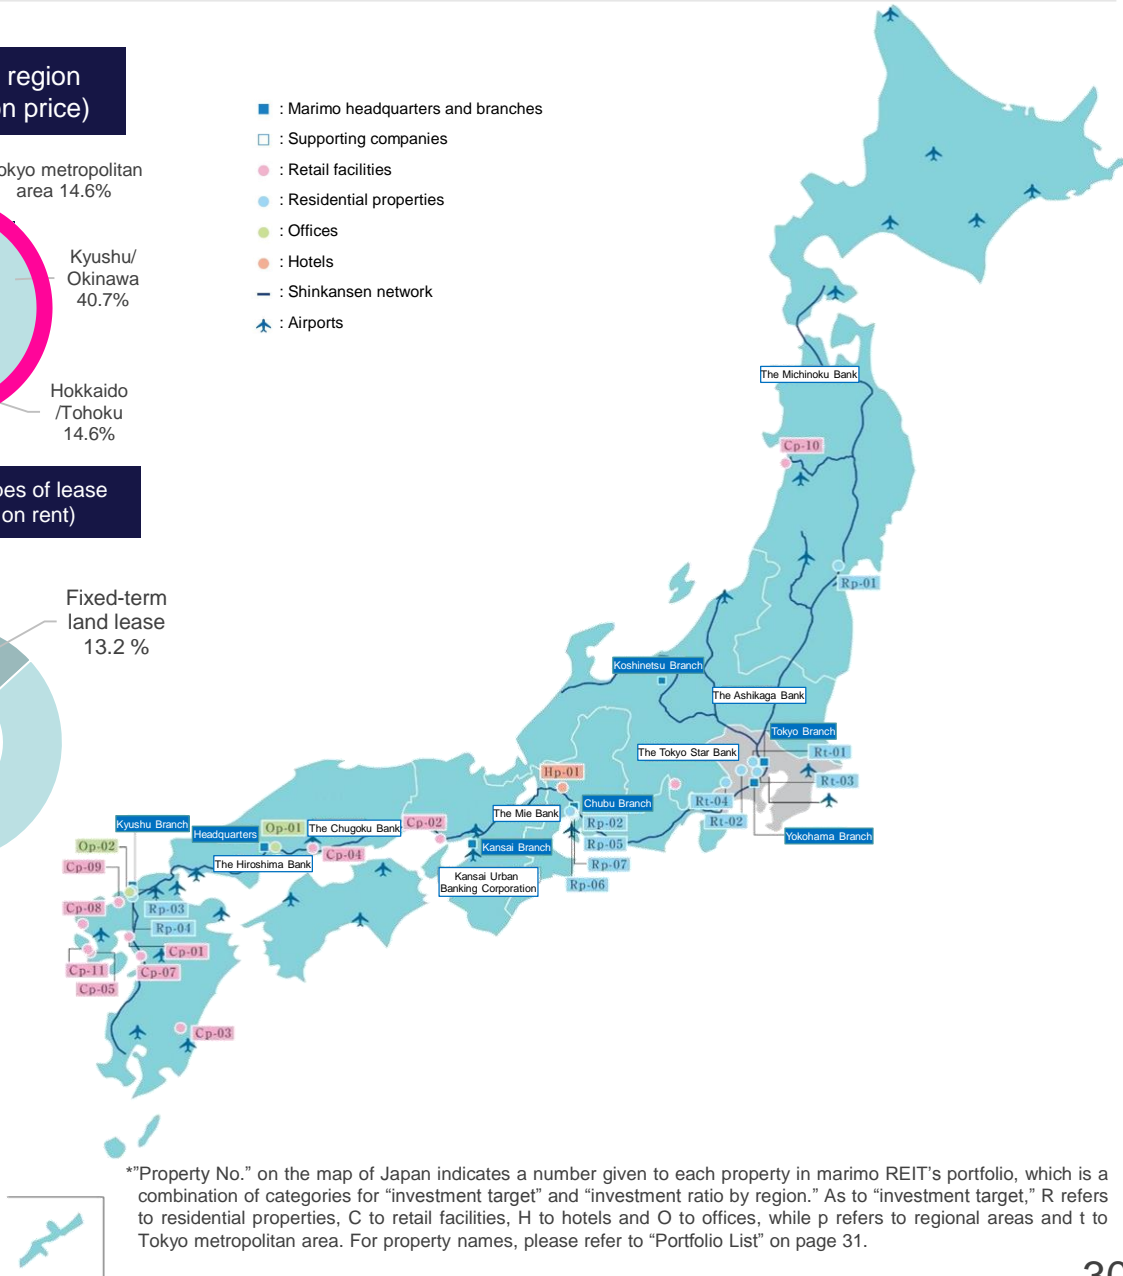 region
on price)
okyo metropolitan
area 14.6%
Kyushu/
Okinawa
40.7%
Hokkaido
/Tohoku
14.6%
pes of lease
on rent)
Fixed-term
land lease
13.2 %
: Marimo headquarters and branches
: Supporting companies
: Retail facilities
: Residential properties
: Offices
: Hotels
: Shinkansen network
: Airports
The Michinoku Bank
Cp-10
Rp-01
Koshinetsu Branch
The Ashikaga Bank
Tokyo Branch
The Tokyo Star Bank
Rt-01
Hp-01
Rt-03
Chubu Branch
Rt-04
The Mie Bank
Rt-02
Rp-02
Kyushu Branch
Headquarters
Op-01
The Chugoku Bank
Cp-02
Yokohama Branch
Rp-05
Op-02
Kansai Branch
Cp-04
The Hiroshima Bank
Rp-07
Cp-09
Kansai Urban
Banking Corporation
Rp-06
Cp-08
Rp-03
Rp-04
Cp-01
Cp-11
Cp-07
Cp-05
Cp-03
*"Property No." on the map of Japan indicates a number given to each property in marimo REIT's portfolio, which is a
combination of categories for “investment target” and “investment ratio by region.” As to “investment target,” R refers
to residential properties, C to retail facilities, H to hotels and O to offices, while p refers to regional areas and t to
Tokyo metropolitan area. For property names, please refer to “Portfolio List” on page 31.
30